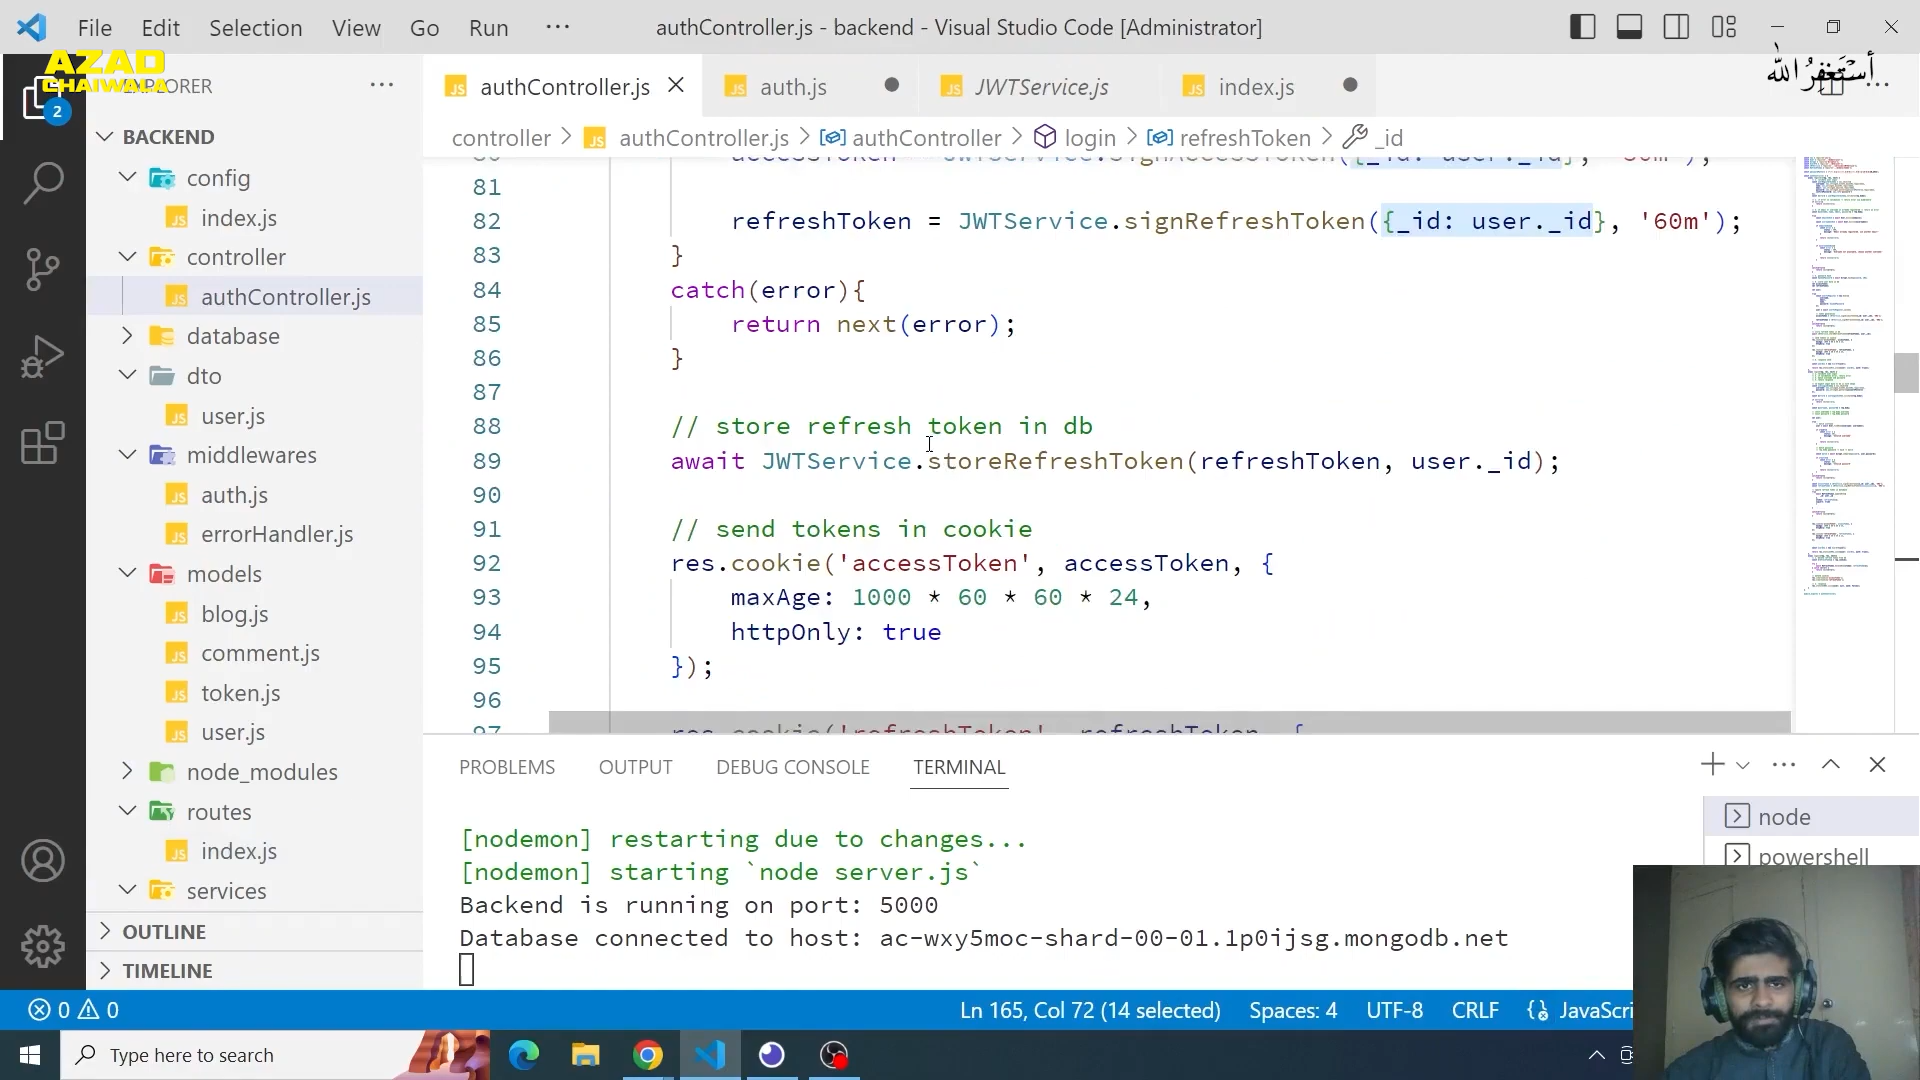 File Edit Selection View Go Run ··· authController.js - backend - Visual Studio Code [Administrator]
AZAD
CHAIWALA
EXPLORER
أستغفر الله
authController.js
auth.js
JWTService.js
index.js
2
BACKEND
controller > authController.js > authController > login > refreshToken > _id
config
index.js
controller
authController.js
database
dto
user.js
middlewares
auth.js
errorHandler.js
models
blog.js
comment.js
token.js
user.js
node_modules
routes
index.js
services
OUTLINE
TIMELINE
81
82 refreshToken = JWTService.signRefreshToken({_id: user._id}, '60m');
83 }
84 catch(error){
85 return next(error);
86 }
87
88 // store refresh token in db
89 await JWTService.storeRefreshToken(refreshToken, user._id);
90
91 // send tokens in cookie
92 res.cookie('accessToken', accessToken, {
93 maxAge: 1000 * 60 * 60 * 24,
94 httpOnly: true
95 });
96
97 res.cookie('refreshToken', refreshToken, {
PROBLEMS OUTPUT DEBUG CONSOLE TERMINAL
[nodemon] restarting due to changes...
[nodemon] starting `node server.js`
Backend is running on port: 5000
Database connected to host: ac-wxy5moc-shard-00-01.1p0ijsg.mongodb.net
node
powershell
0 0 Ln 165, Col 72 (14 selected) Spaces: 4 UTF-8 CRLF JavaScri
Type here to search